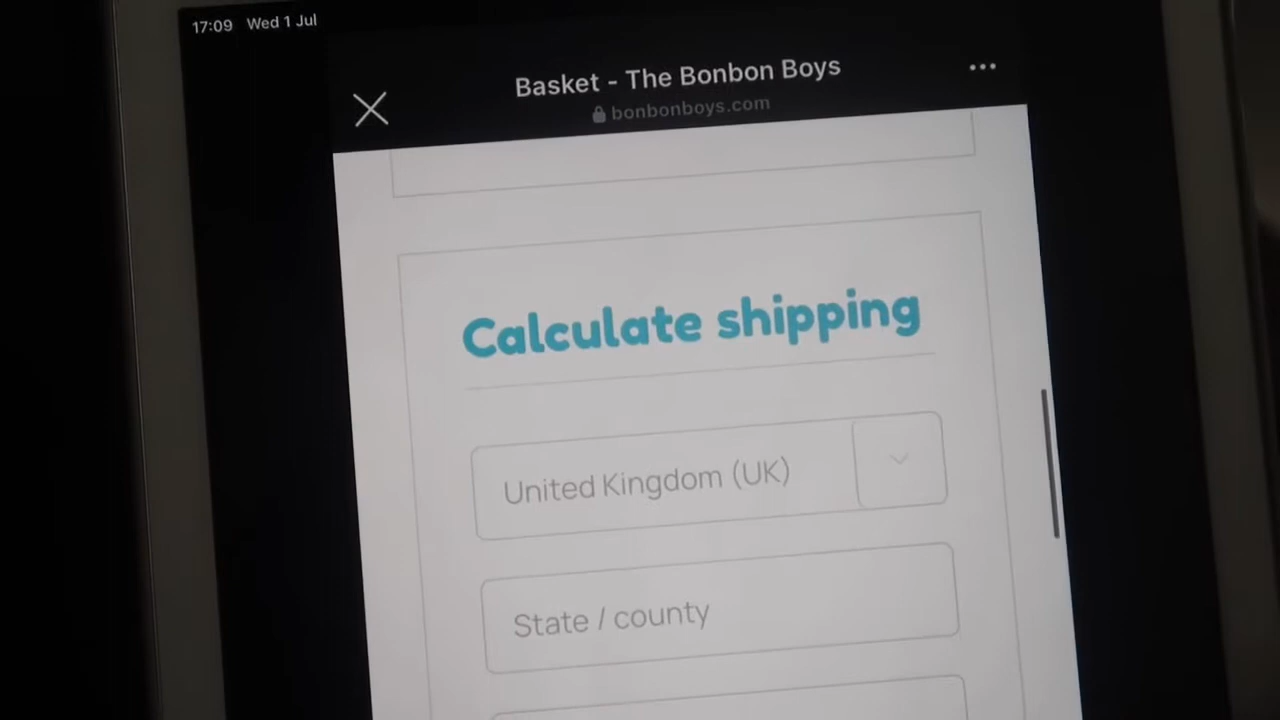 17:09 Wed 1 Jul
Basket - The Bonbon Boys
bonbonboys.com
Calculate shipping
United Kingdom (UK)
State / county